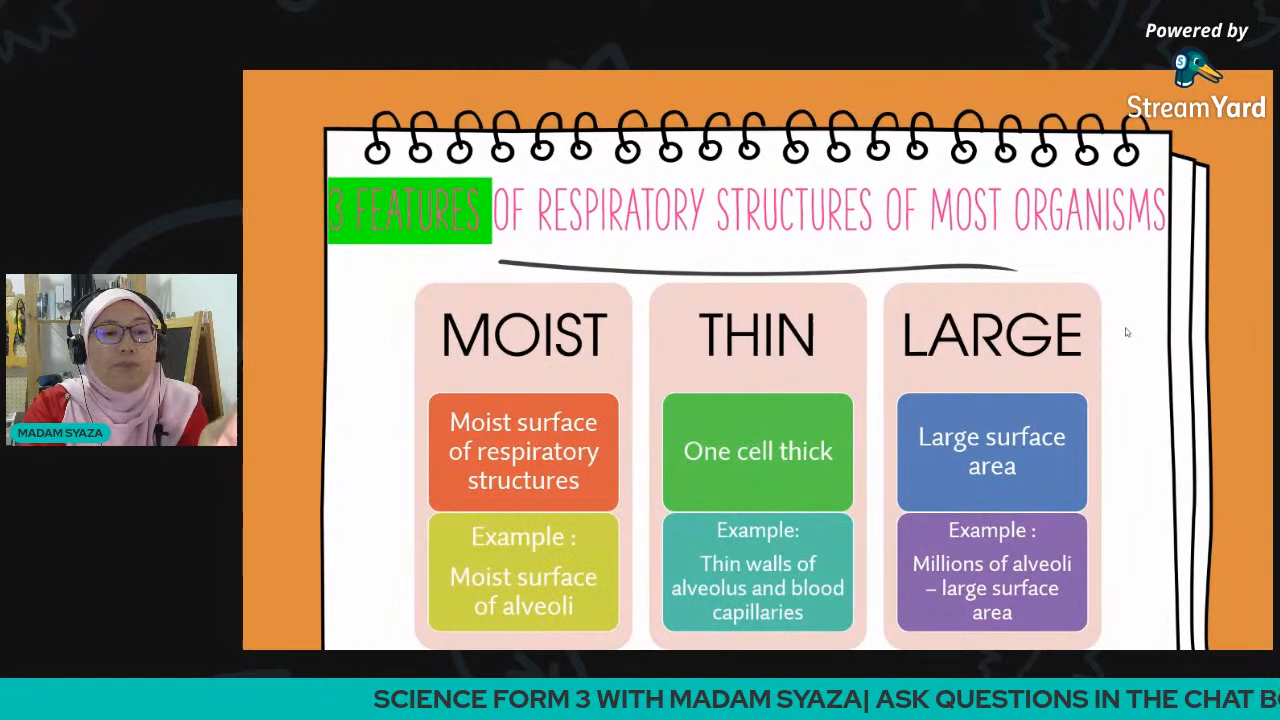 Powered by
StreamYard
3 FEATURES OF RESPIRATORY STRUCTURES OF MOST ORGANISMS
MOIST
Moist surface
of respiratory
structures
Example :
Moist surface
of alveoli
THIN
One cell thick
Example:
Thin walls of
alveolus and blood
capillaries
LARGE
Large surface
area
Example :
Millions of alveoli
– large surface
area
MADAM SYAZA
SCIENCE FORM 3 WITH MADAM SYAZA| ASK QUESTIONS IN THE CHAT